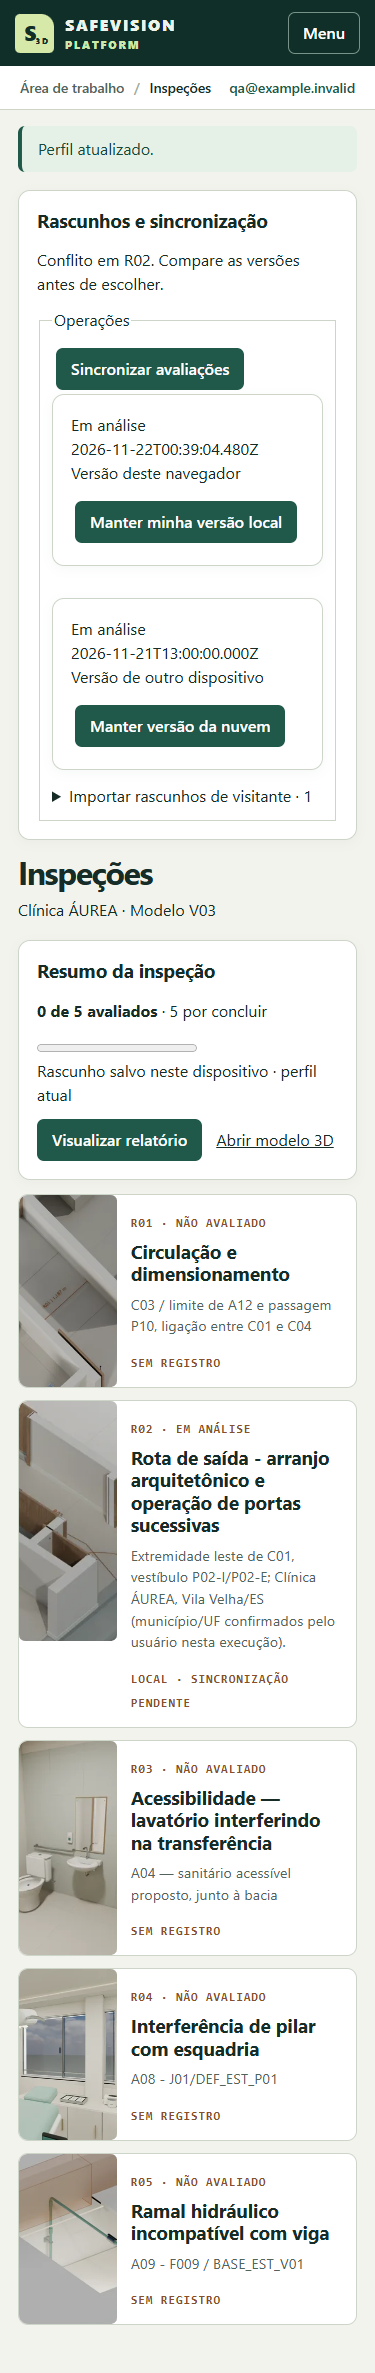 S3D
SAFEVISION
PLATFORM
Menu
Área de trabalho / Inspeções qa@example.invalid
Perfil atualizado.
Rascunhos e sincronização
Conflito em R02. Compare as versões
antes de escolher.
Operações
Sincronizar avaliações
Em análise
2026-11-22T00:39:04.480Z
Versão deste navegador
Manter minha versão local
Em análise
2026-11-21T13:00:00.000Z
Versão de outro dispositivo
Manter versão da nuvem
Importar rascunhos de visitante · 1
Inspeções
Clínica ÁUREA · Modelo V03
Resumo da inspeção
0 de 5 avaliados · 5 por concluir
Rascunho salvo neste dispositivo · perfil
atual
Visualizar relatório Abrir modelo 3D
R01 · NÃO AVALIADO
Circulação e
dimensionamento
C03 / limite de A12 e passagem
P10, ligação entre C01 e C04
SEM REGISTRO
R02 · EM ANÁLISE
Rota de saída - arranjo
arquitetônico e
operação de portas
sucessivas
Extremidade leste de C01,
vestíbulo P02-I/P02-E; Clínica
ÁUREA, Vila Velha/ES
(município/UF confirmados pelo
usuário nesta execução).
LOCAL · SINCRONIZAÇÃO
PENDENTE
R03 · NÃO AVALIADO
Acessibilidade —
lavatório interferindo
na transferência
A04 — sanitário acessível
proposto, junto à bacia
SEM REGISTRO
R04 · NÃO AVALIADO
Interferência de pilar
com esquadria
A08 - J01/DEF_EST_P01
SEM REGISTRO
R05 · NÃO AVALIADO
Ramal hidráulico
incompatível com viga
A09 - F009 / BASE_EST_V01
SEM REGISTRO